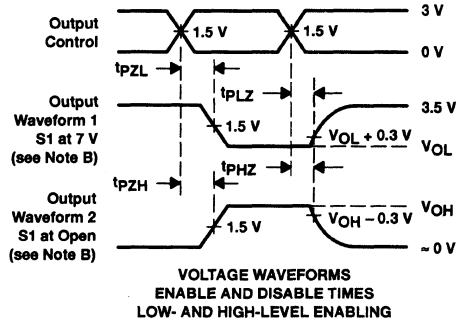 Output
Control
1.5 V
1.5 V
3 V
0 V
tPZL
tPLZ
Output
Waveform 1
S1 at 7 V
(see Note B)
1.5 V
3.5 V
VOL + 0.3 V
VOL
tPZH
tPHZ
Output
Waveform 2
S1 at Open
(see Note B)
1.5 V
VOH
VOH – 0.3 V
≈ 0 V
VOLTAGE WAVEFORMS
ENABLE AND DISABLE TIMES
LOW- AND HIGH-LEVEL ENABLING